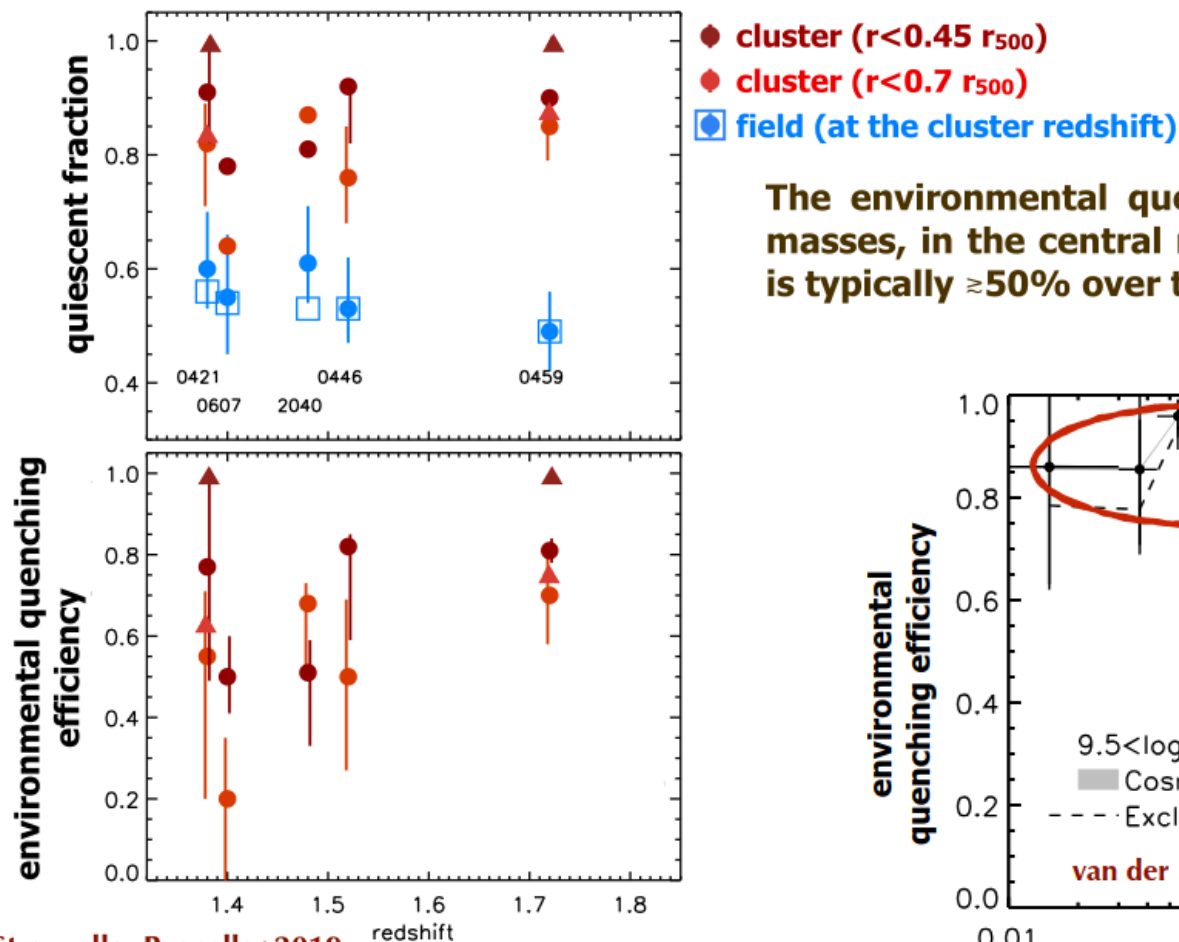 cluster (r<0.45 r500)
cluster (r<0.7 r500)
field (at the cluster redshift)
The environmental
masses, in the central
is typically ≳50% over
quiescent fraction
1.0
0.8
0.6
0.4
0421
0446
0459
0607
2040
environmental quenching
efficiency
1.0
0.8
0.6
0.4
0.2
0.0
1.4
1.5
1.6
1.7
1.8
redshift
2019
environmental
quenching efficiency
1.0
0.8
0.6
0.4
0.2
0.0
0.01
9.5<log
van der